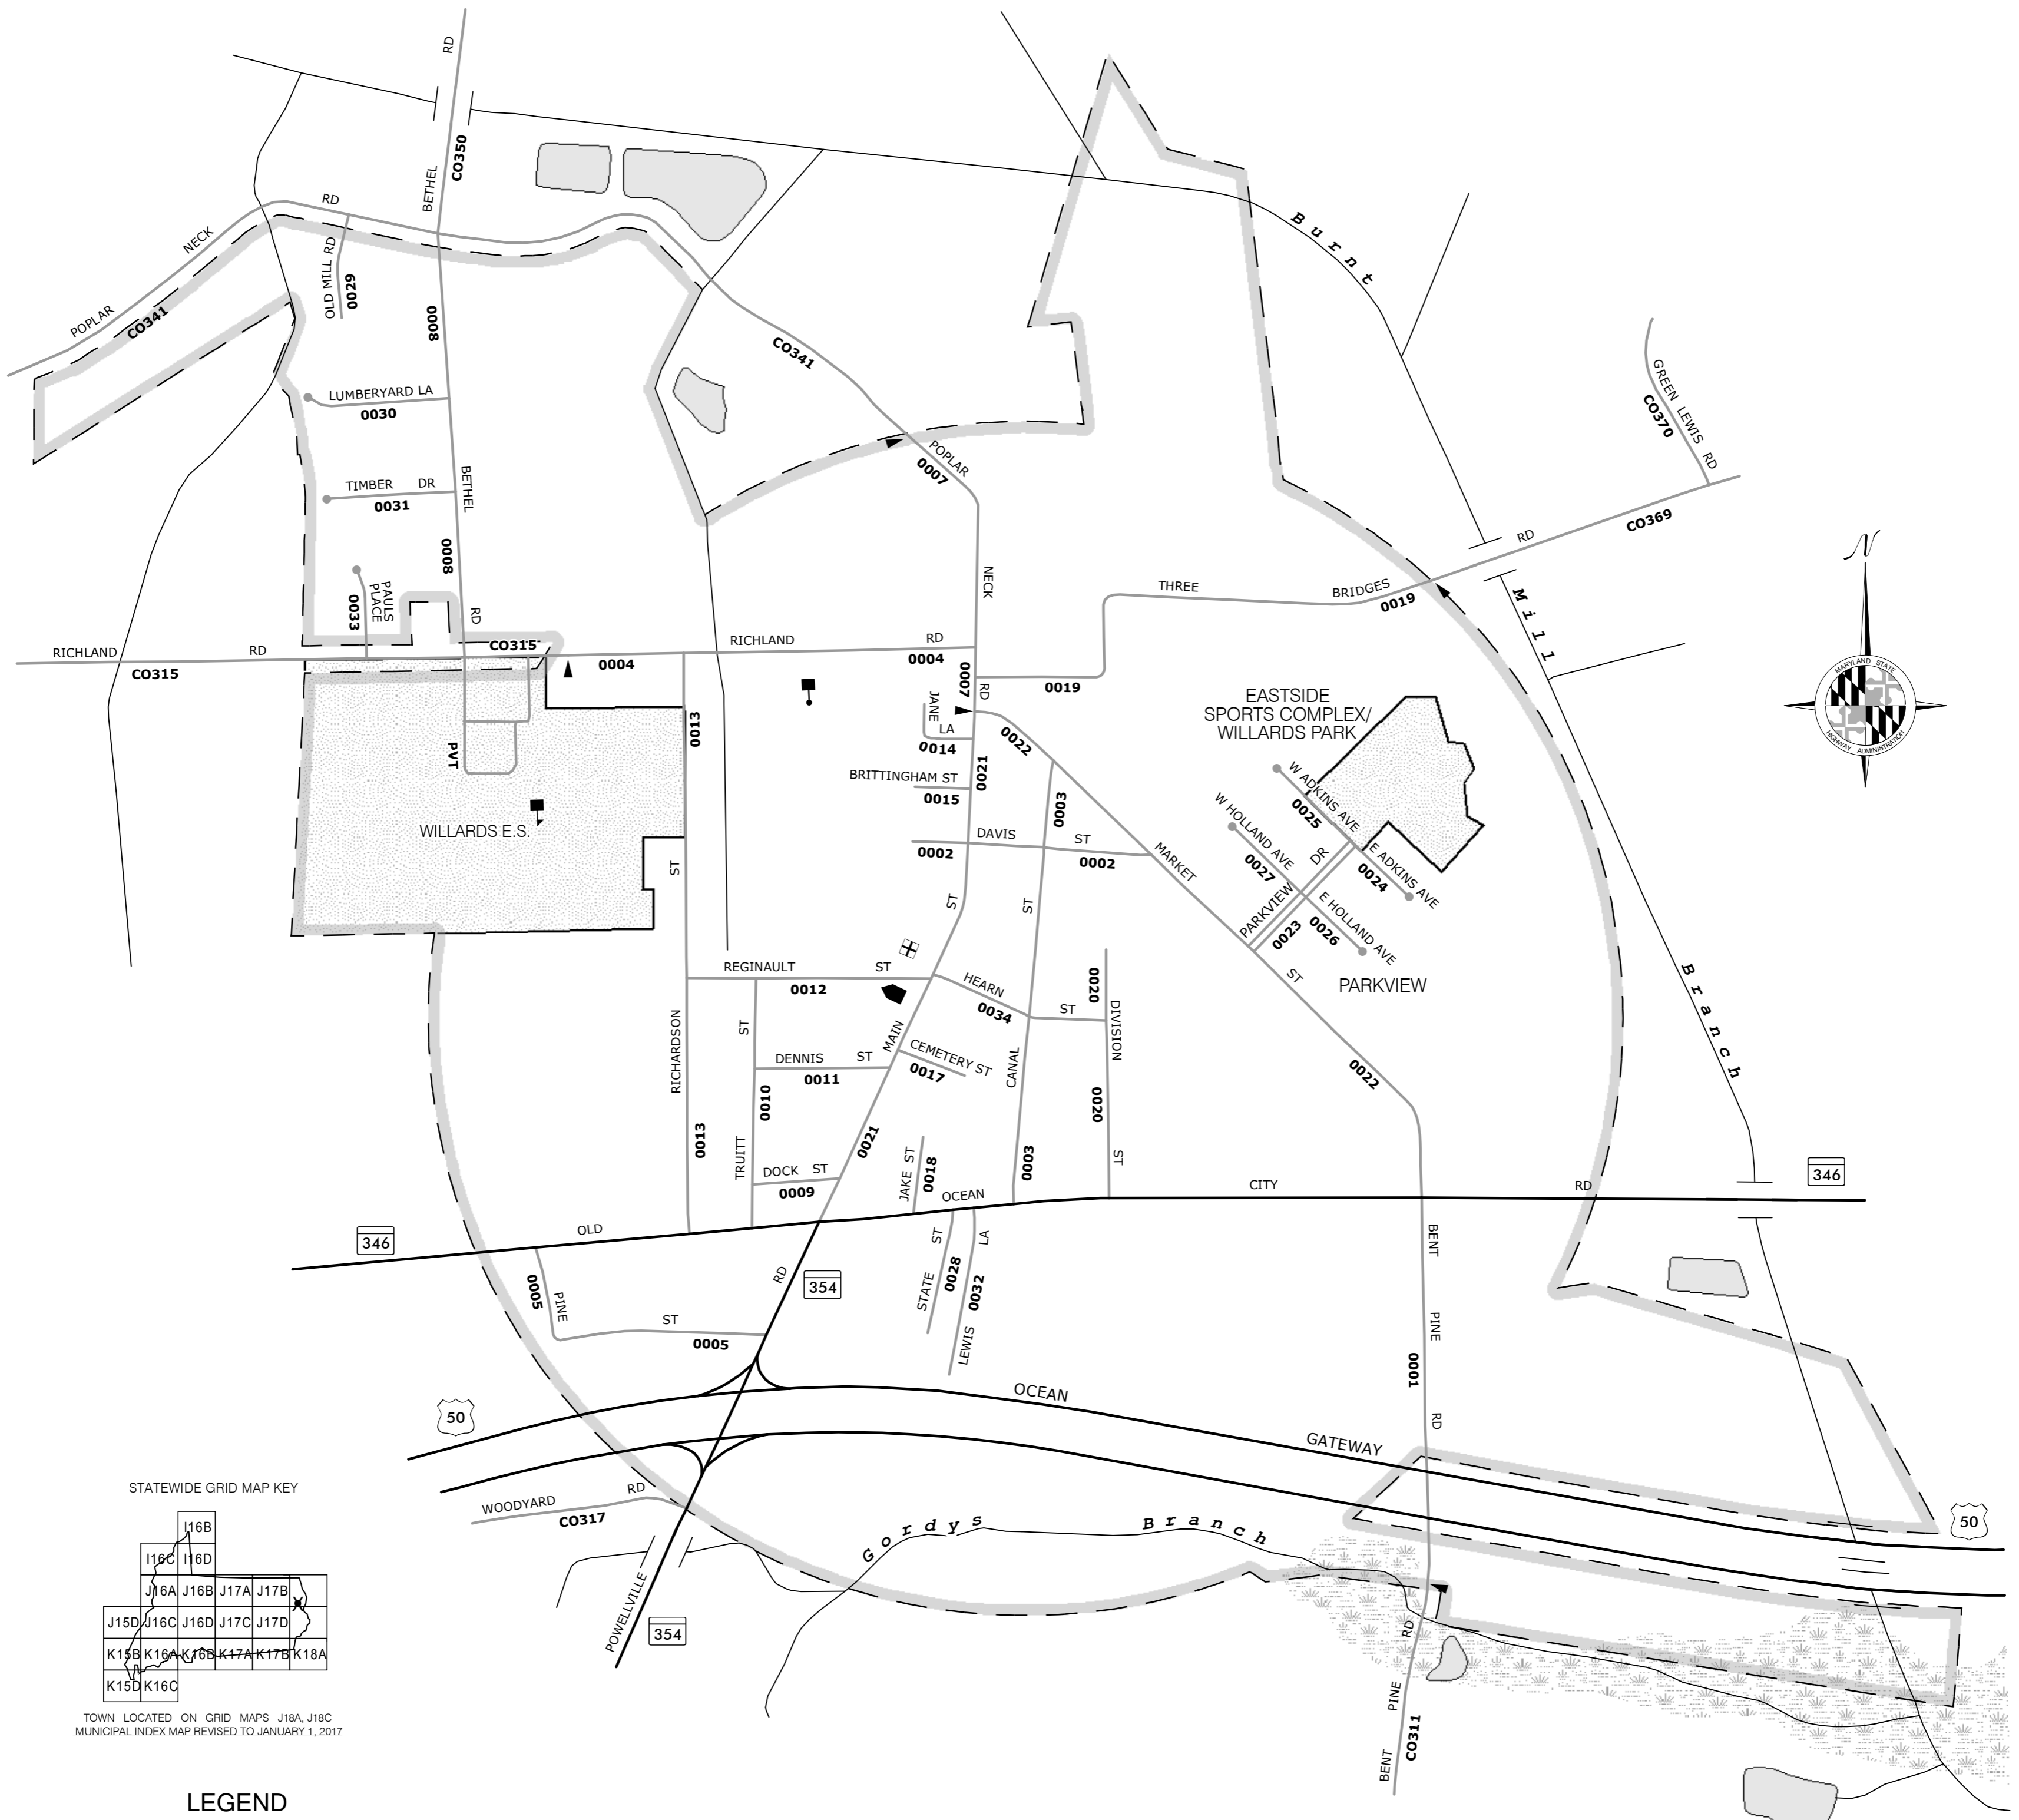 RD
CO350
BETHEL
RD
NECK
POPLAR
CO341
OLD MILL RD
0029
0008
CO341
Burnt
LUMBERYARD LA
0030
GREEN LEWIS RD
CO370
POPLAR
0007
TIMBER DR
0031
BETHEL
0008
RD
CO369
NECK
THREE
BRIDGES
0019
Mill
PAULS
PLACE
0033
RD
RICHLAND RD
CO315
CO315
RICHLAND RD
0004
0004
0007
RD
0019
MARYLAND STATE
HIGHWAY ADMINISTRATION
EASTSIDE
SPORTS COMPLEX/
WILLARDS PARK
JANE
LA
0014
0022
0013
PVT
BRITTINGHAM ST
0015
0021
0003
W ADKINS AVE
0025
W HOLLAND AVE
0027
WILLARDS E.S.
DAVIS ST
0002
0002
MARKET
DR
E ADKINS AVE
0024
ST
ST
ST
PARKVIEW
0023
E HOLLAND AVE
0026
PARKVIEW
ST
REGINAULT ST
0012
HEARN
0034
ST
0020
DIVISION
Branch
RICHARDSON
ST
MAIN
DENNIS ST
0011
CEMETERY ST
0017
CANAL
0022
0010
0020
0013
TRUITT
0021
DOCK ST
0009
JAKE ST
0018
0003
ST
OCEAN
CITY
RD
346
OLD
346
BENT
ST
0028
STATE
LA
0032
LEWIS
RD
354
0005
PINE
ST
0005
PINE
0001
RD
OCEAN
GATEWAY
50
50
WOODYARD RD
CO317
Gordys
Branch
POWELLVILLE
354
RD
PINE
CO311
BENT
STATEWIDE GRID MAP KEY
I16B
I16C I16D
J16A J16B J17A J17B
J15D J16C J16D J17C J17D
K15B K16A K16B K17A K17B K18A
K15D K16C
TOWN LOCATED ON GRID MAPS J18A, J18C
MUNICIPAL INDEX MAP REVISED TO JANUARY 1, 2017
LEGEND